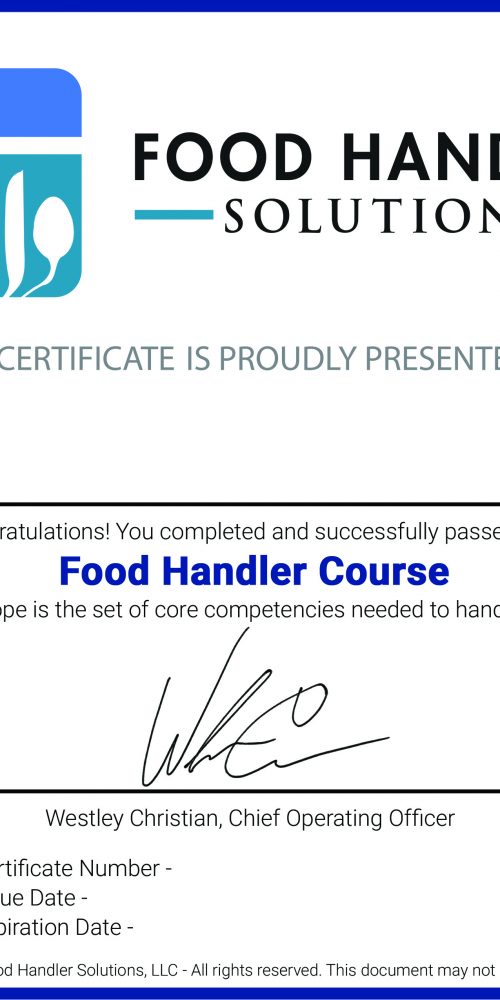 FOOD HAND
SOLUTION
CERTIFICATE IS PROUDLY PRESENTE
ratulations! You completed and successfully passe
Food Handler Course
ope is the set of core competencies needed to hand
Westley Christian, Chief Operating Officer
rtificate Number -
ue Date -
piration Date -
od Handler Solutions, LLC - All rights reserved. This document may not